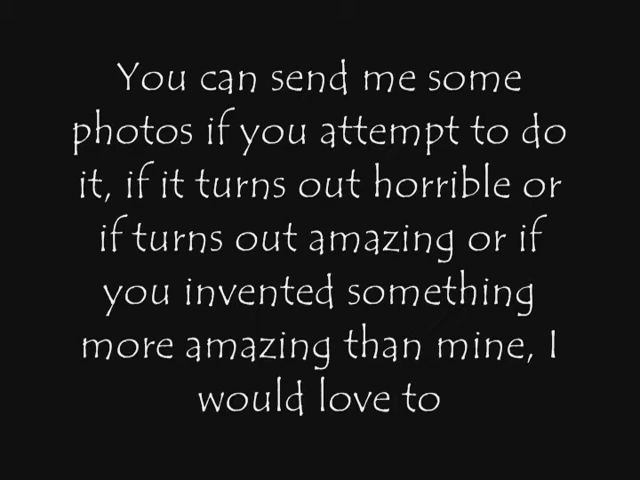 You can send me some
photos if you attempt to do
it, if it turns out horrible or
if turns out amazing or if
you invented something
more amazing than mine, I
would love to